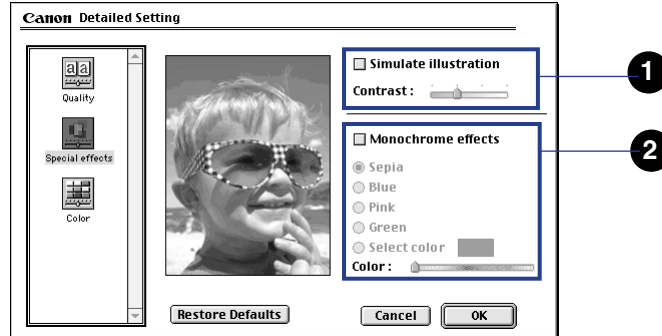 Canon Detailed Setting
aa
Quality
Special effects
Color
Simulate illustration
Contrast :
1
Monochrome effects
2
Sepia
Blue
Pink
Green
Select color
Color :
Restore Defaults
Cancel
OK